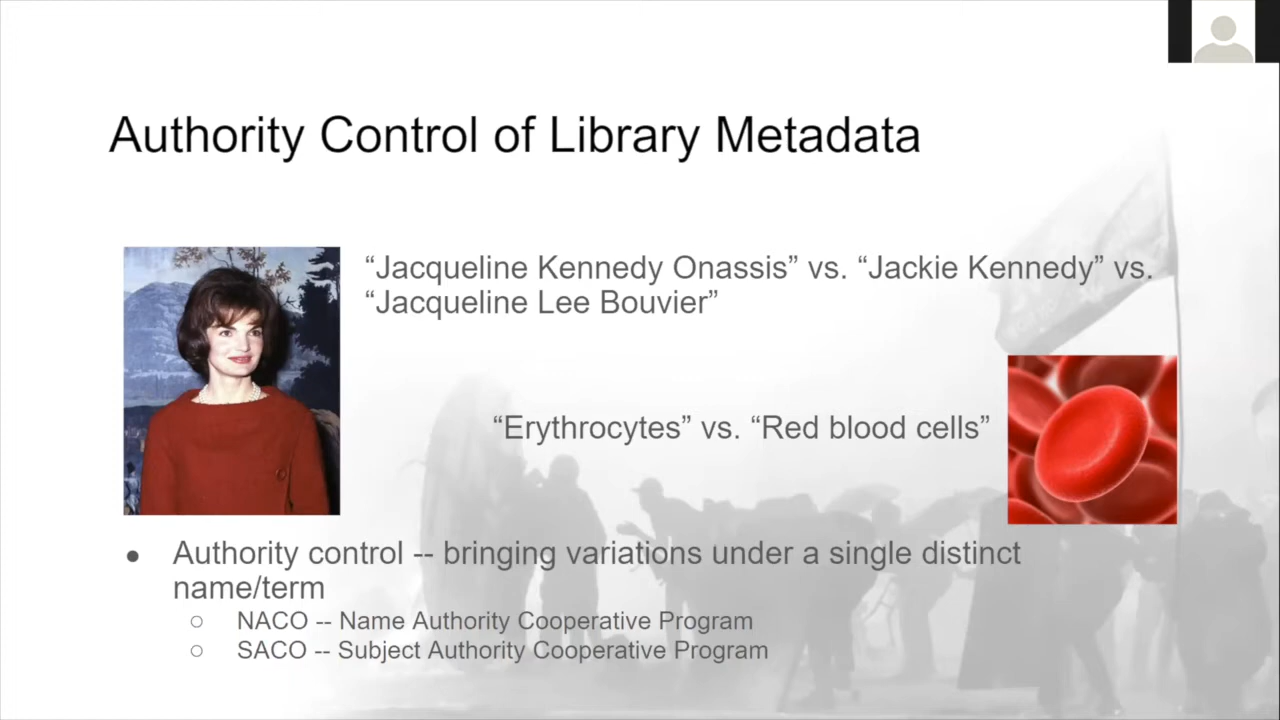 Authority Control of Library Metadata
“Jacqueline Kennedy Onassis” vs. “Jackie Kennedy” vs.
“Jacqueline Lee Bouvier”
“Erythrocytes” vs. “Red blood cells”
● Authority control -- bringing variations under a single distinct
name/term
○ NACO -- Name Authority Cooperative Program
○ SACO -- Subject Authority Cooperative Program